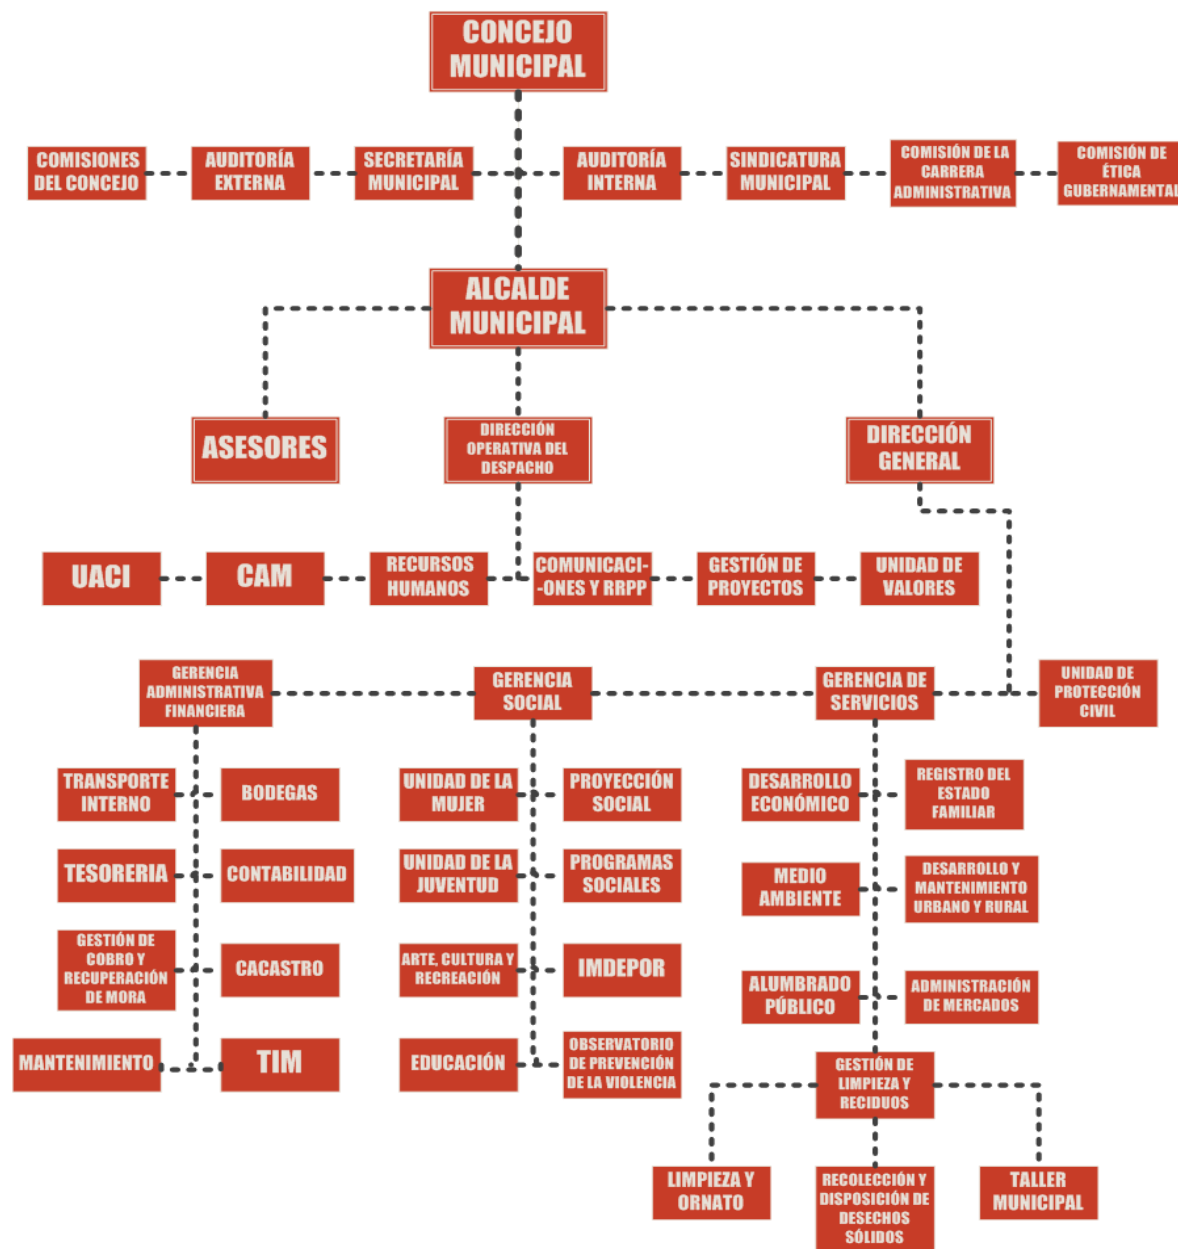 CONCEJO
MUNICIPAL
COMISIONES
DEL CONCEJO
AUDITORÍA
EXTERNA
SECRETARÍA
MUNICIPAL
AUDITORÍA
INTERNA
SINDICATURA
MUNICIPAL
COMISIÓN DE LA
CARRERA
ADMINISTRATIVA
COMISIÓN DE
ÉTICA
GUBERNAMENTAL
ALCALDE
MUNICIPAL
ASESORES
DIRECCIÓN
OPERATIVA DEL
DESPACHO
DIRECCIÓN
GENERAL
UACI
CAM
RECURSOS
HUMANOS
COMUNICACI-
-ONES Y RRPP
GESTIÓN DE
PROYECTOS
UNIDAD DE
VALORES
GERENCIA
ADMINISTRATIVA
FINANCIERA
GERENCIA
SOCIAL
GERENCIA DE
SERVICIOS
UNIDAD DE
PROTECCIÓN
CIVIL
TRANSPORTE
INTERNO
BODEGAS
UNIDAD DE LA
MUJER
PROYECCIÓN
SOCIAL
DESARROLLO
ECONÓMICO
REGISTRO DEL
ESTADO
FAMILIAR
TESORERIA
CONTABILIDAD
UNIDAD DE LA
JUVENTUD
PROGRAMAS
SOCIALES
MEDIO
AMBIENTE
DESARROLLO Y
MANTENIMIENTO
URBANO Y RURAL
GESTIÓN DE
COBRO Y
RECUPERACIÓN
DE MORA
CACASTRO
ARTE, CULTURA Y
RECREACIÓN
IMDEPOR
ALUMBRADO
PÚBLICO
ADMINISTRACIÓN
DE MERCADOS
MANTENIMIENTO
TIM
EDUCACIÓN
OBSERVATORIO
DE PREVENCIÓN
DE LA VIOLENCIA
GESTIÓN DE
LIMPIEZA Y
RECIDUOS
LIMPIEZA Y
ORNATO
RECOLECCIÓN Y
DISPOSICIÓN DE
DESECHOS
SÓLIDOS
TALLER
MUNICIPAL